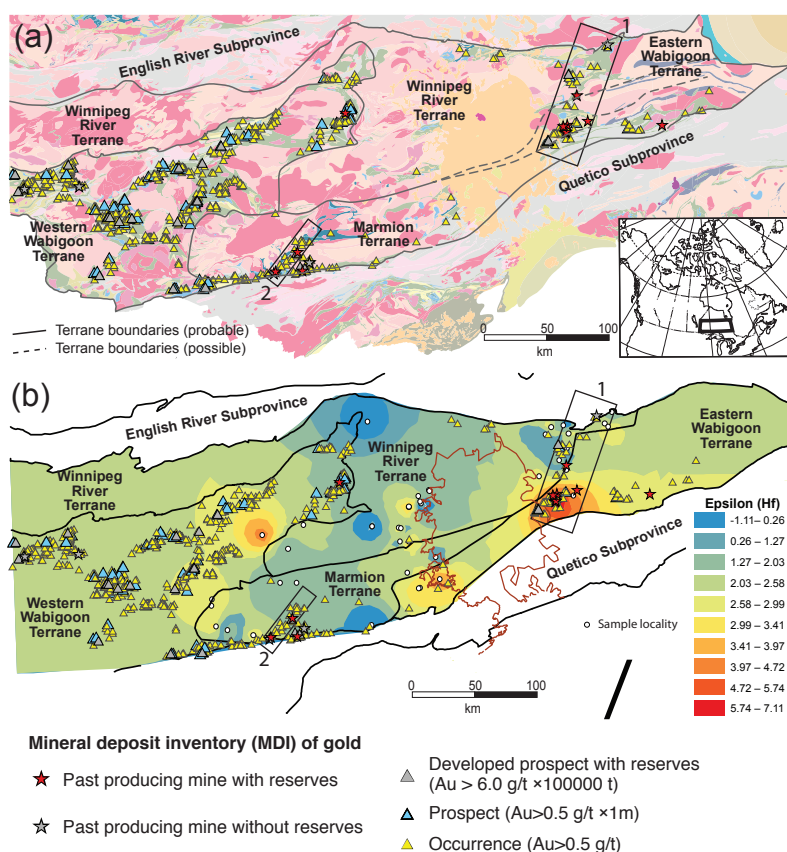 (a)
1
English River Subprovince
Eastern
Wabigoon
Terrane
Winnipeg
River
Terrane
Winnipeg
River
Terrane
Quetico Subprovince
Western
Wabigoon
Terrane
Marmion
Terrane
2
Terrane boundaries (probable)
Terrane boundaries (possible)
0 50 100
km
(b)
1
English River Subprovince
Eastern
Wabigoon
Terrane
Winnipeg
River
Terrane
Winnipeg
River
Terrane
Quetico Subprovince
Western
Wabigoon
Terrane
Marmion
Terrane
2
Epsilon (Hf)
-1.11– 0.26
0.26 – 1.27
1.27 – 2.03
2.03 – 2.58
2.58 – 2.99
2.99 – 3.41
3.41 – 3.97
3.97 – 4.72
4.72 – 5.74
5.74 – 7.11
Sample locality
0 50 100
km
Mineral deposit inventory (MDI) of gold
Past producing mine with reserves
Past producing mine without reserves
Developed prospect with reserves
(Au > 6.0 g/t ×100000 t)
Prospect (Au>0.5 g/t ×1m)
Occurrence (Au>0.5 g/t)